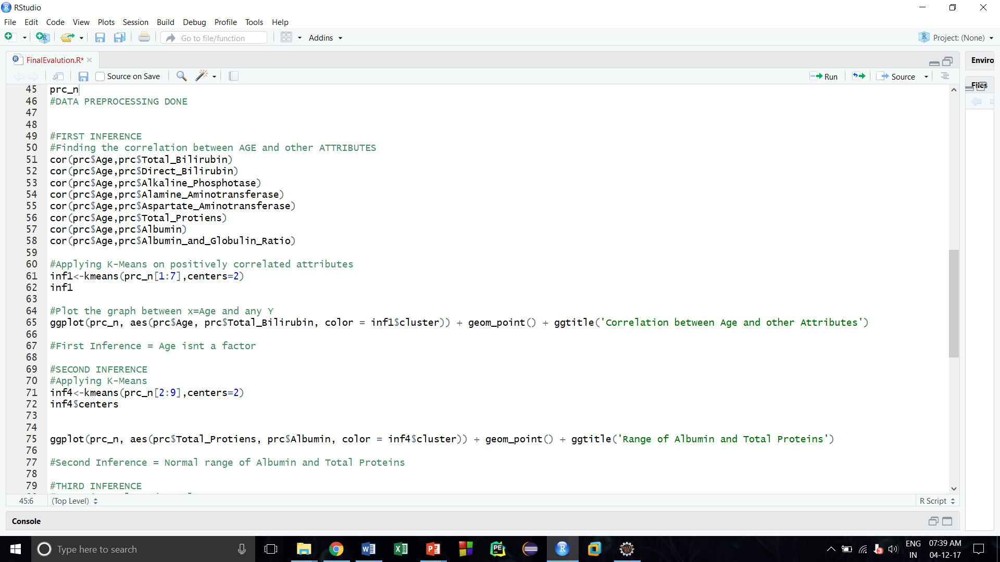 RStudio
File Edit Code View Plots Session Build Debug Profile Tools Help
Go to file/function Addins Project: (None)
FinalEvalution.R* Enviro
Source on Save Run Source Files
45 prc_n
46 #DATA PREPROCESSING DONE
47
48
49 #FIRST INFERENCE
50 #Finding the correlation between AGE and other ATTRIBUTES
51 cor(prc$Age,prc$Total_Bilirubin)
52 cor(prc$Age,prc$Direct_Bilirubin)
53 cor(prc$Age,prc$Alkaline_Phosphotase)
54 cor(prc$Age,prc$Alamine_Aminotransferase)
55 cor(prc$Age,prc$Aspartate_Aminotransferase)
56 cor(prc$Age,prc$Total_Protiens)
57 cor(prc$Age,prc$Albumin)
58 cor(prc$Age,prc$Albumin_and_Globulin_Ratio)
59
60 #Applying K-Means on positively correlated attributes
61 inf1<-kmeans(prc_n[1:7],centers=2)
62 inf1
63
64 #Plot the graph between x=Age and any Y
65 ggplot(prc_n, aes(prc$Age, prc$Total_Bilirubin, color = inf1$cluster)) + geom_point() + ggtitle('Correlation between Age and other Attributes')
66
67 #First Inference = Age isnt a factor
68
69 #SECOND INFERENCE
70 #Applying K-Means
71 inf4<-kmeans(prc_n[2:9],centers=2)
72 inf4$centers
73
74
75 ggplot(prc_n, aes(prc$Total_Protiens, prc$Albumin, color = inf4$cluster)) + geom_point() + ggtitle('Range of Albumin and Total Proteins')
76
77 #Second Inference = Normal range of Albumin and Total Proteins
78
79 #THIRD INFERENCE
45:6 (Top Level) R Script
Console
Type here to search ENG 07:39 AM
IN 04-12-17